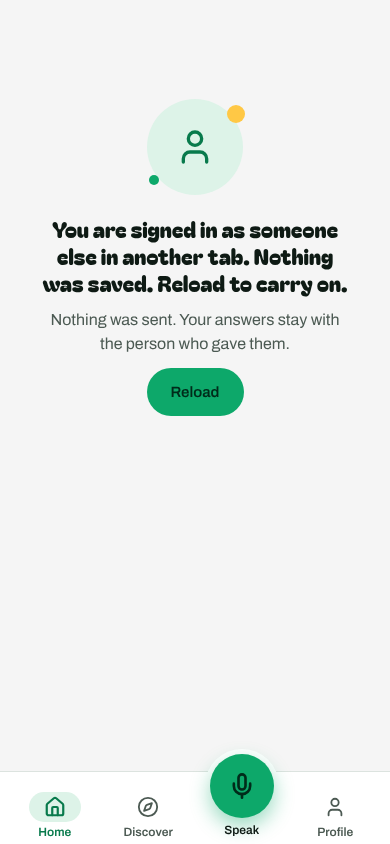 You are signed in as someone
else in another tab. Nothing
was saved. Reload to carry on.
Nothing was sent. Your answers stay with
the person who gave them.
Reload
Home
Discover
Speak
Profile